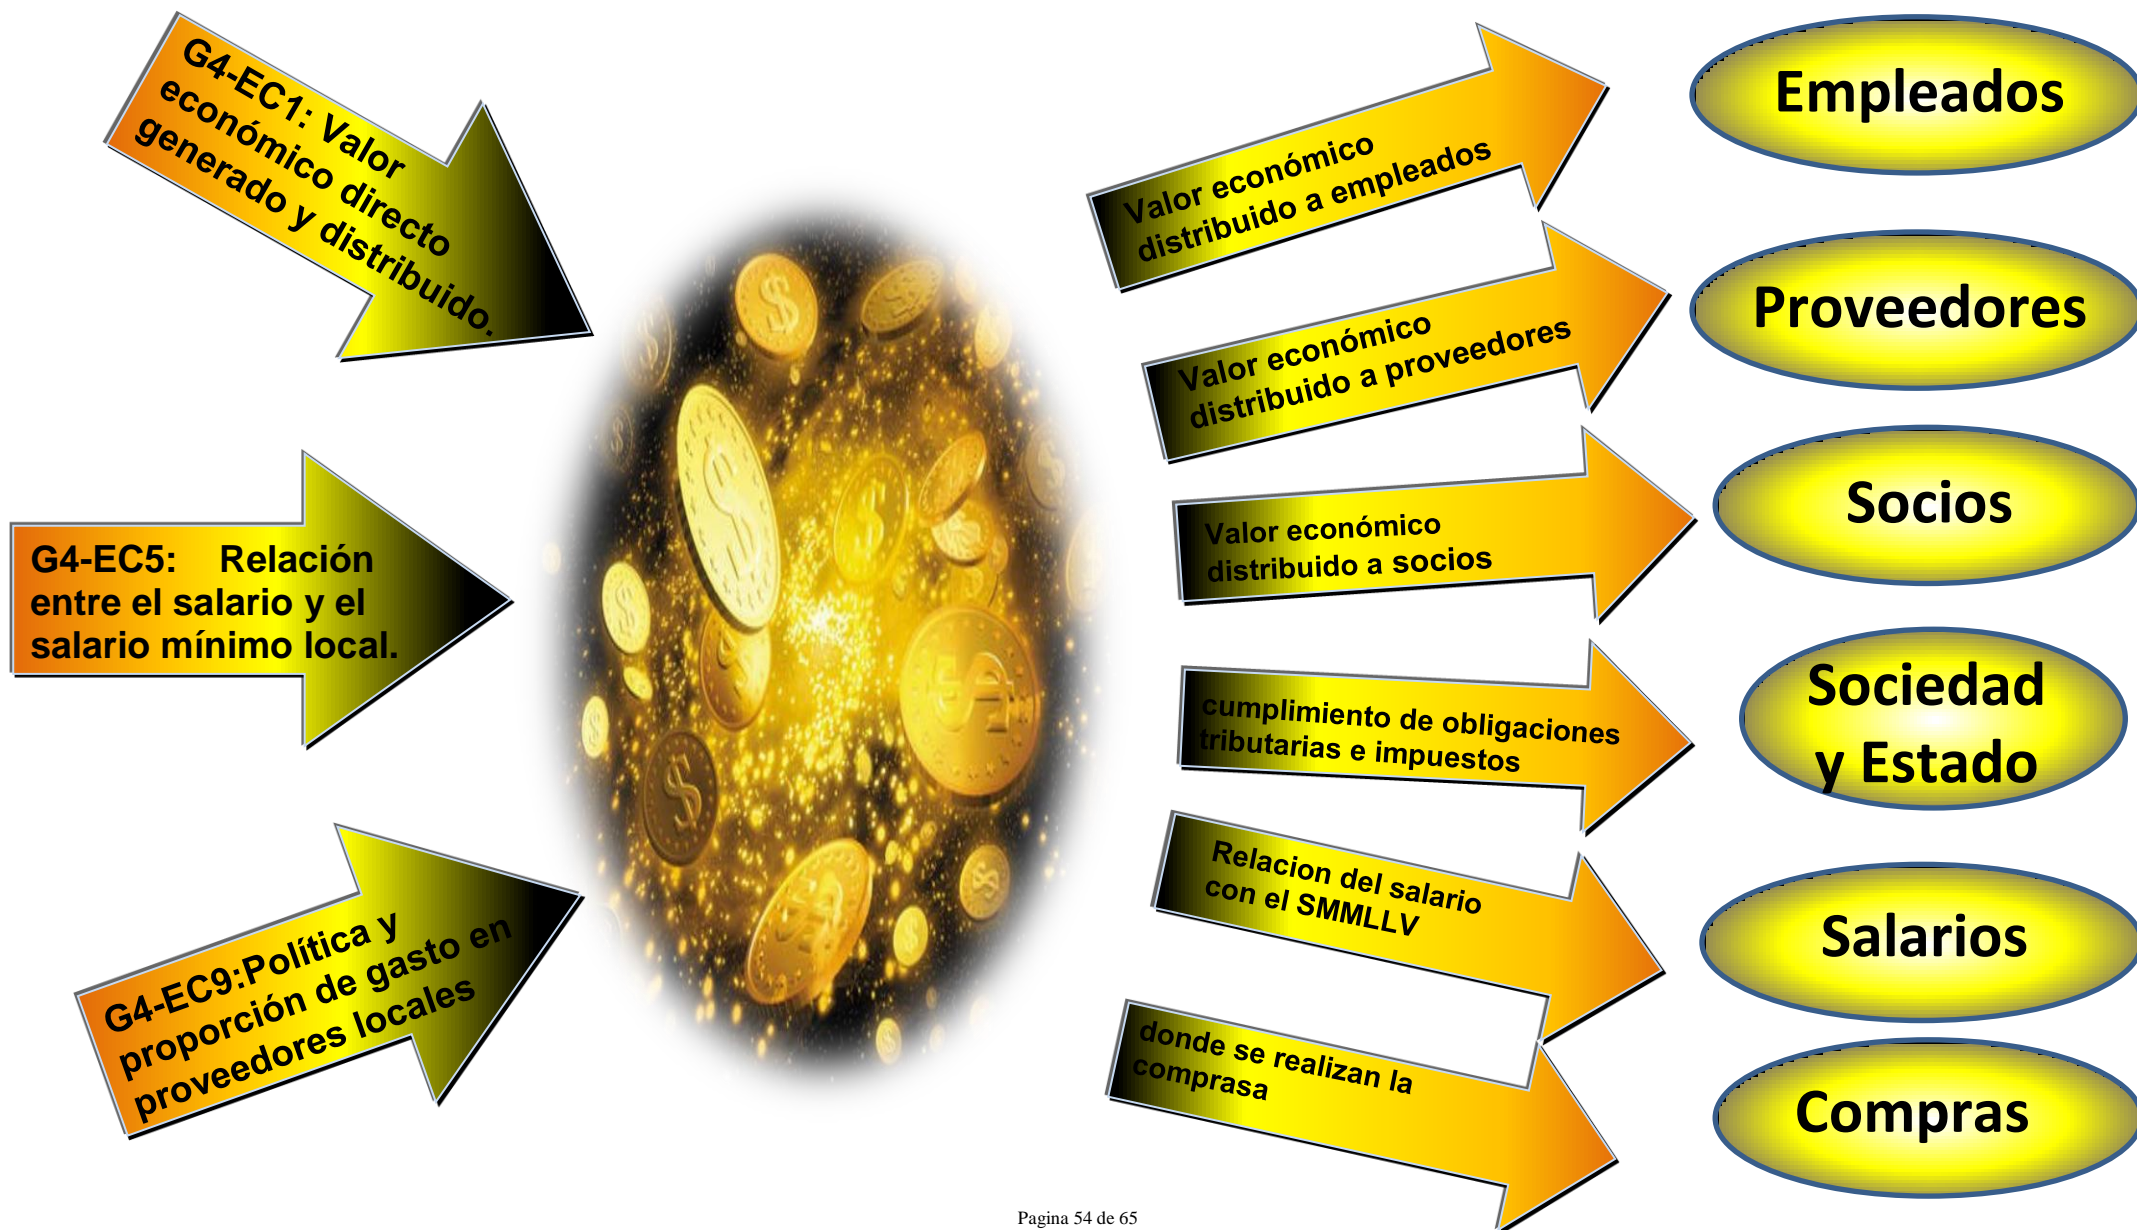 G4-EC1: Valor
económico directo
generado y distribuido.
G4-EC5: Relación
entre el salario y el
salario mínimo local.
G4-EC9:Política y
proporción de gasto en
proveedores locales
Valor económico
distribuido a empleados
Valor económico
distribuido a proveedores
Valor económico
distribuido a socios
cumplimiento de obligaciones
tributarias e impuestos
Relacion del salario
con el SMMLLV
donde se realizan la
comprasa
Empleados
Proveedores
Socios
Sociedad
y Estado
Salarios
Compras
Pagina 54 de 65